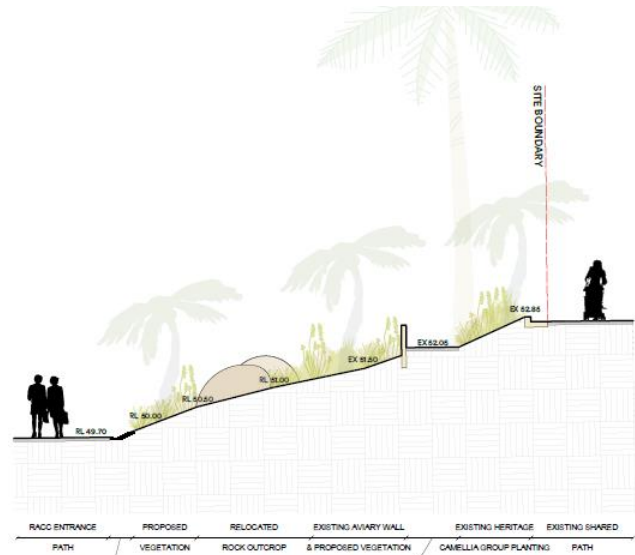 SITE BOUNDARY
EX 52.85
EX 52.05
EX 51.50
RL 51.00
RL 50.50
RL 50.00
RL 49.70
RACC ENTRANCE PROPOSED RELOCATED EXISTING AVIARY WALL EXISTING HERITAGE EXISTING SHARED
PATH / VEGETATION ROCK OUTCROP & PROPOSED VEGETATION / CAMELLIA GROUP PLANTING PATH